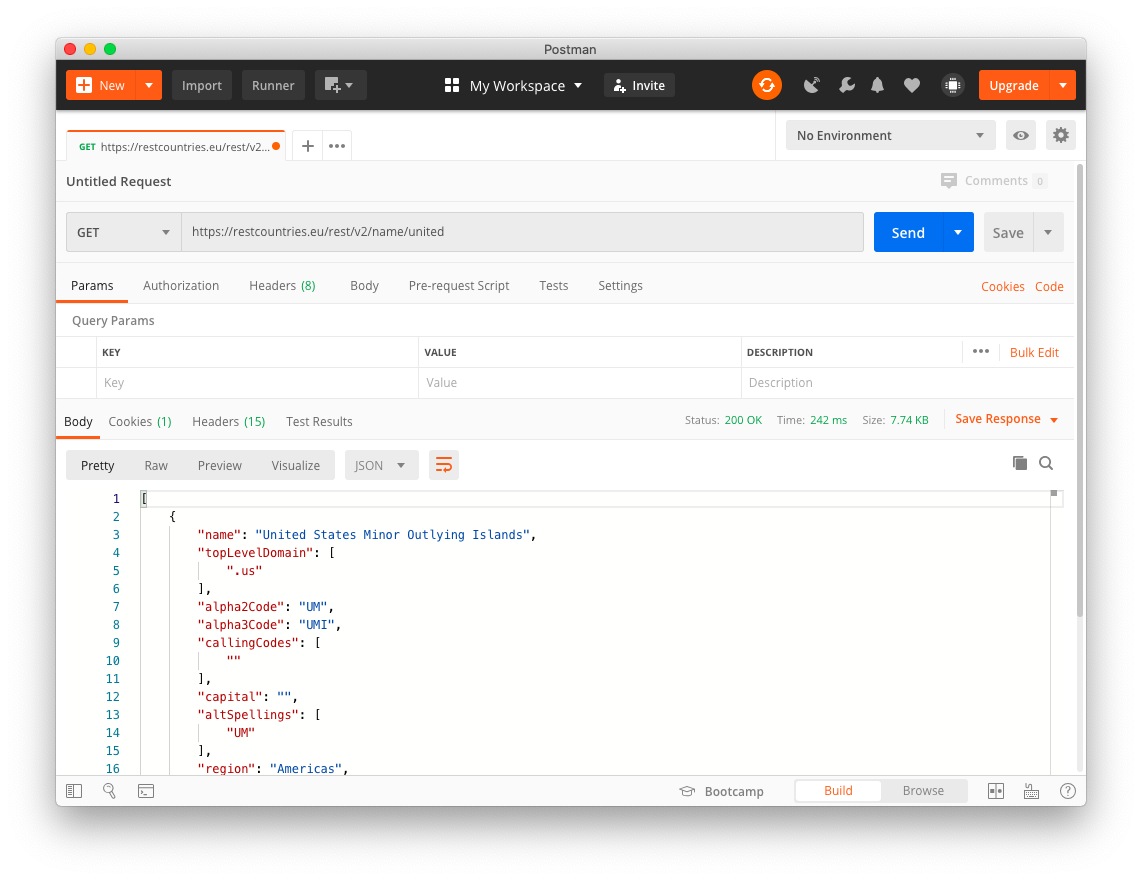 Postman
New Import Runner My Workspace Invite Upgrade
GET https://restcountries.eu/rest/v2... + ••• No Environment
Untitled Request Comments 0
GET https://restcountries.eu/rest/v2/name/united Send Save
Params Authorization Headers (8) Body Pre-request Script Tests Settings Cookies Code
Query Params
KEY VALUE DESCRIPTION ••• Bulk Edit
Key Value Description
Body Cookies (1) Headers (15) Test Results Status: 200 OK Time: 242 ms Size: 7.74 KB Save Response
Pretty Raw Preview Visualize JSON
1 [
2 {
3 "name": "United States Minor Outlying Islands",
4 "topLevelDomain": [
5 ".us"
6 ],
7 "alpha2Code": "UM",
8 "alpha3Code": "UMI",
9 "callingCodes": [
10 ""
11 ],
12 "capital": "",
13 "altSpellings": [
14 "UM"
15 ],
16 "region": "Americas",
Bootcamp Build Browse